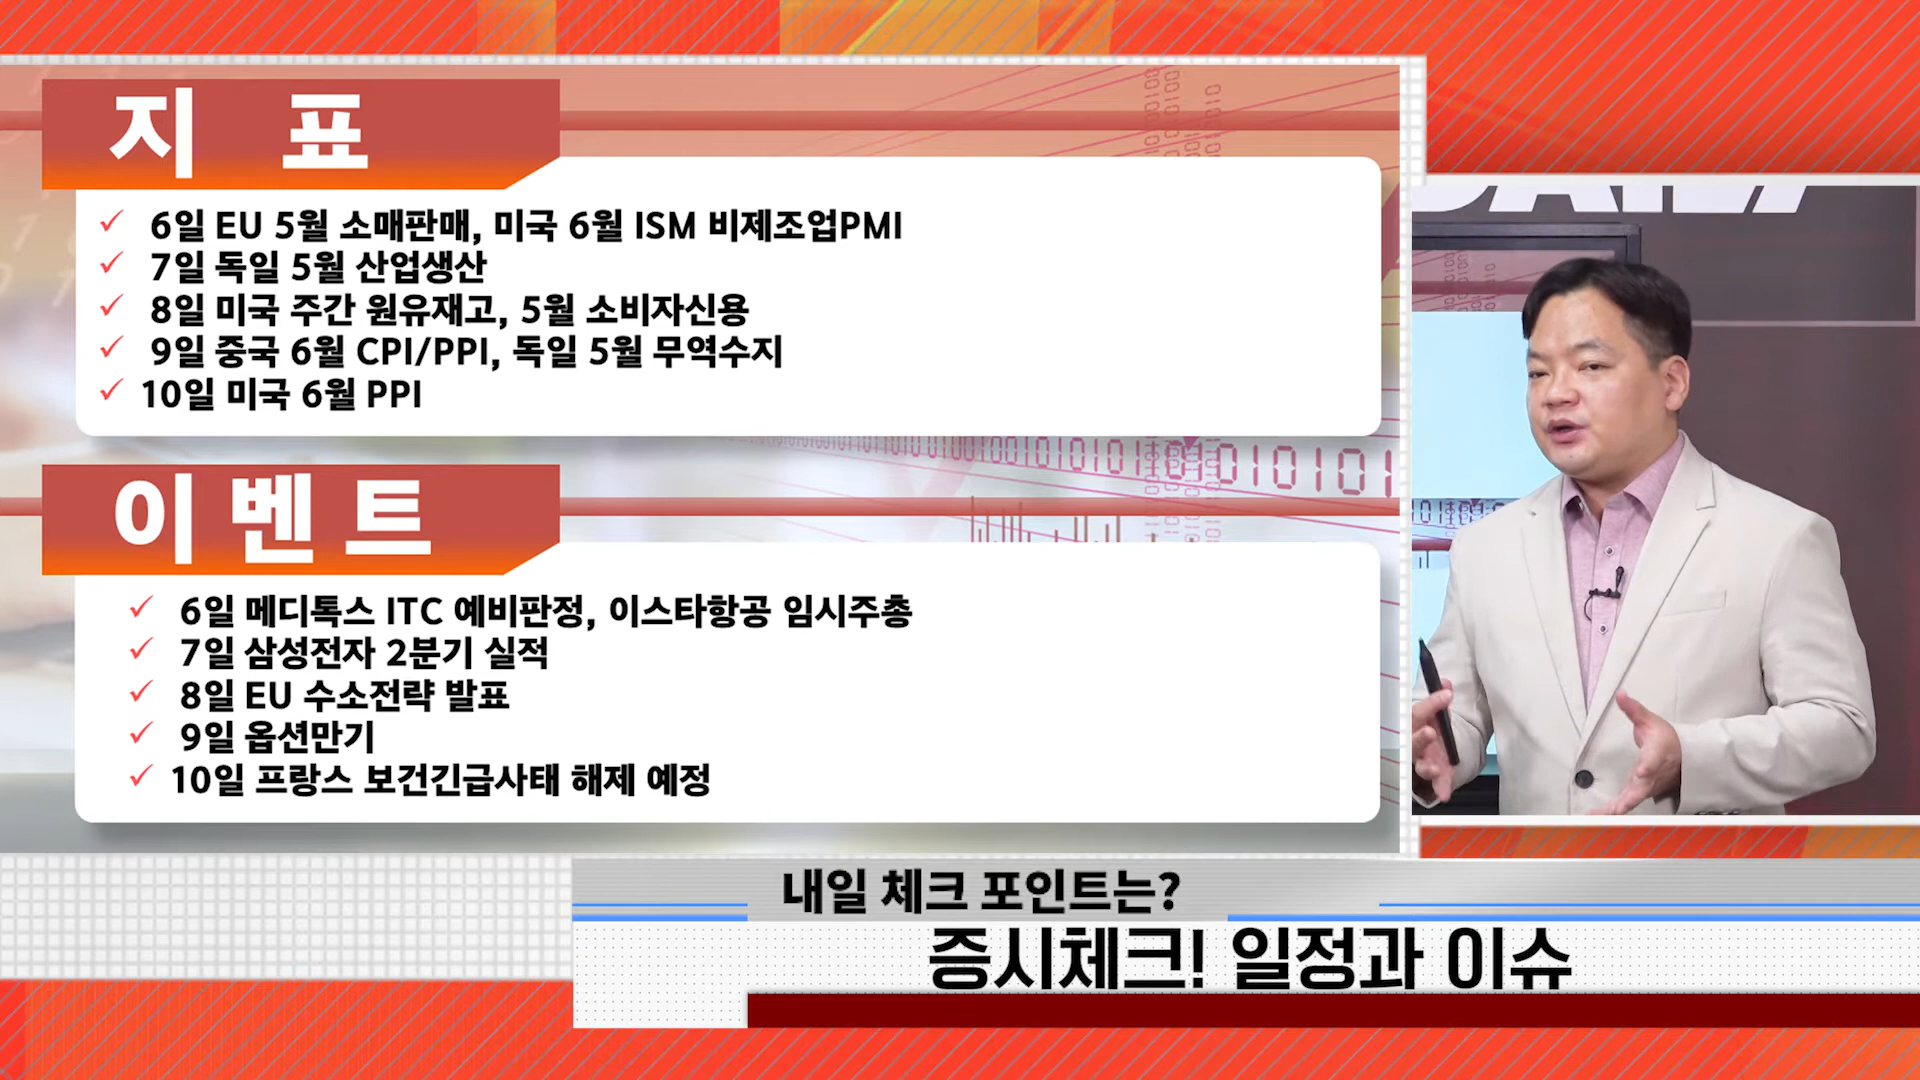 지 표
6일 EU 5월 소매판매, 미국 6월 ISM 비제조업PMI
7일 독일 5월 산업생산
8일 미국 주간 원유재고, 5월 소비자신용
9일 중국 6월 CPI/PPI, 독일 5월 무역수지
10일 미국 6월 PPI
이 벤 트
6일 메디톡스 ITC 예비판정, 이스타항공 임시주총
7일 삼성전자 2분기 실적
8일 EU 수소전략 발표
9일 옵션만기
10일 프랑스 보건긴급사태 해제 예정
내일 체크 포인트는?
증시체크! 일정과 이슈